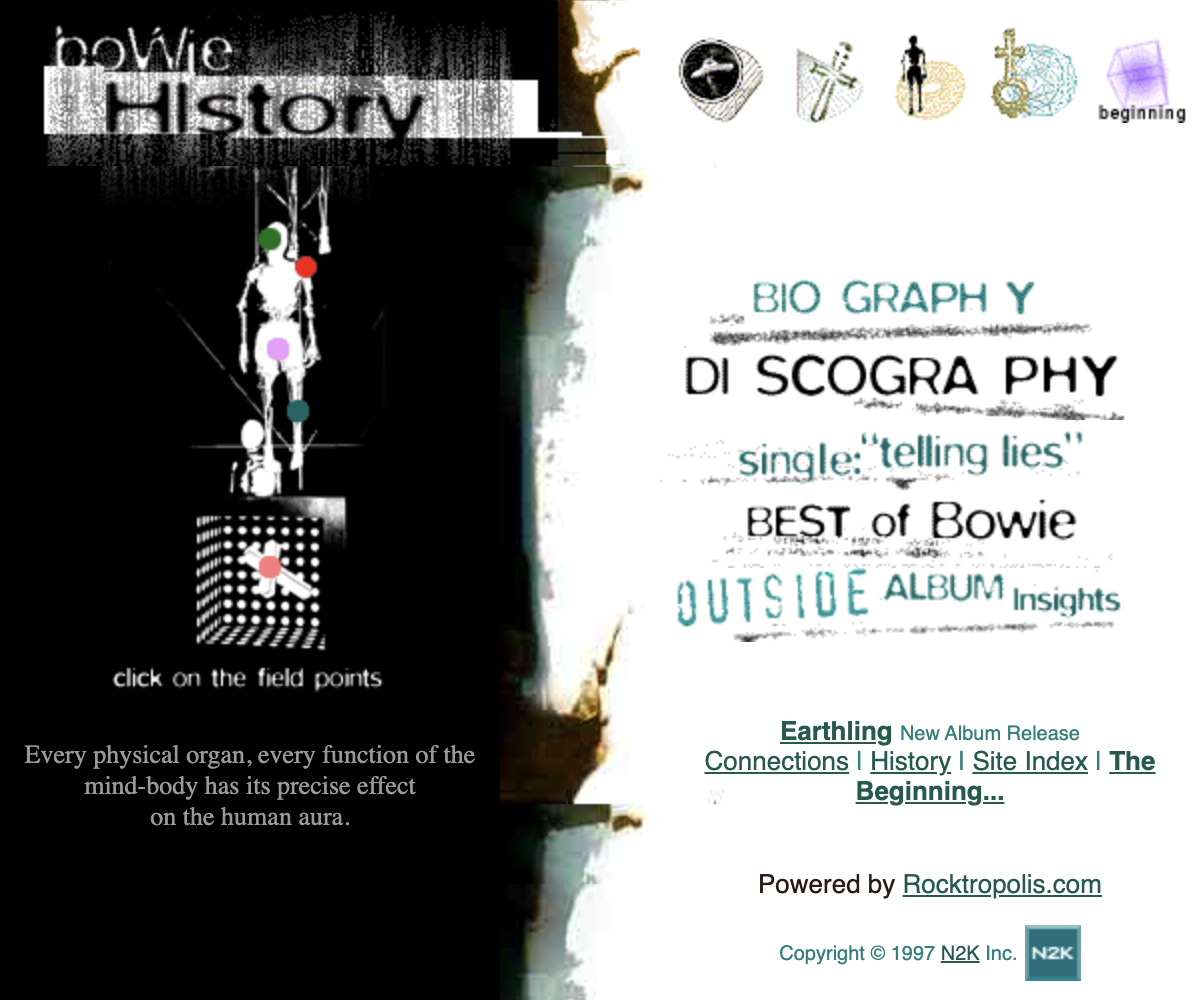 boWie
HIstory
beginning
BIO GRAPH Y
DI SCOGRA PHY
single:"telling lies"
BEST of Bowie
OUTSIDE ALBUM Insights
click on the field points
Every physical organ, every function of the
mind-body has its precise effect
on the human aura.
Earthling New Album Release
Connections | History | Site Index | The
Beginning...
Powered by Rocktropolis.com
Copyright © 1997 N2K Inc. N2K